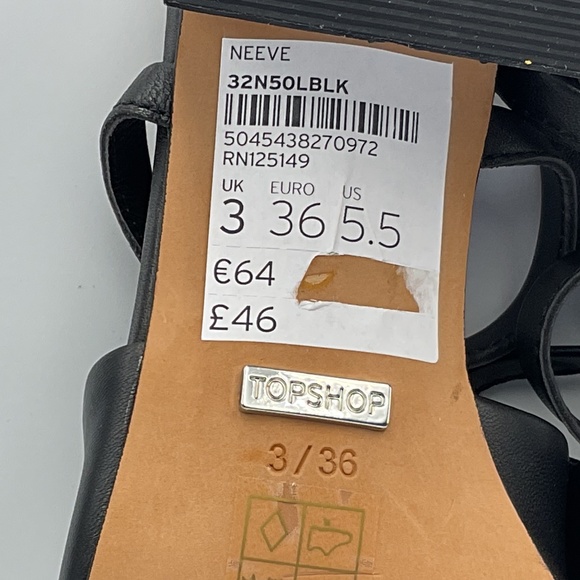 NEEVE
32N50LBLK
5045438270972
RN125149
UK EURO US
3 36 5.5
€64
£46
TOPSHOP
3/36